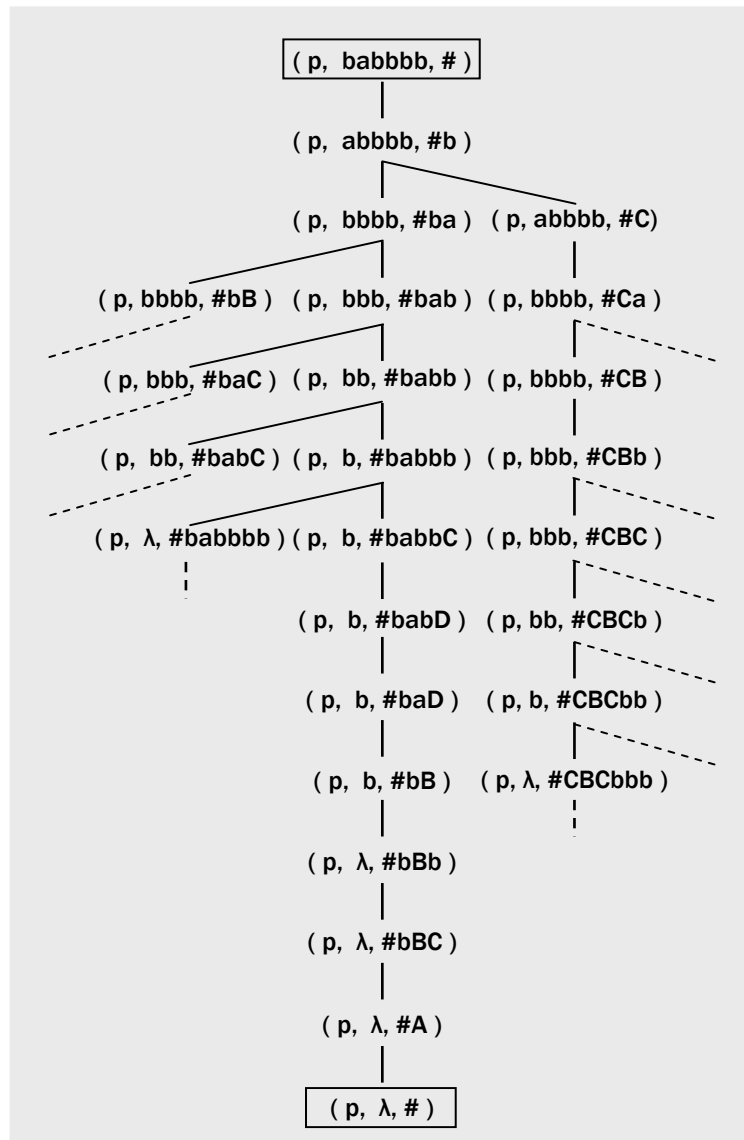 ( p, babbbb, # )
( p, abbbb, #b )
( p, bbbb, #ba ) ( p, abbbb, #C)
( p, bbbb, #bB ) ( p, bbb, #bab ) ( p, bbbb, #Ca )
( p, bbb, #baC ) ( p, bb, #babb ) ( p, bbbb, #CB )
( p, bb, #babC ) ( p, b, #babbb ) ( p, bbb, #CBb )
( p, λ, #babbbb ) ( p, b, #babbC ) ( p, bbb, #CBC )
( p, b, #babD ) ( p, bb, #CBCb )
( p, b, #baD ) ( p, b, #CBCbb )
( p, b, #bB ) ( p, λ, #CBCbbb )
( p, λ, #bBb )
( p, λ, #bBC )
( p, λ, #A )
( p, λ, # )